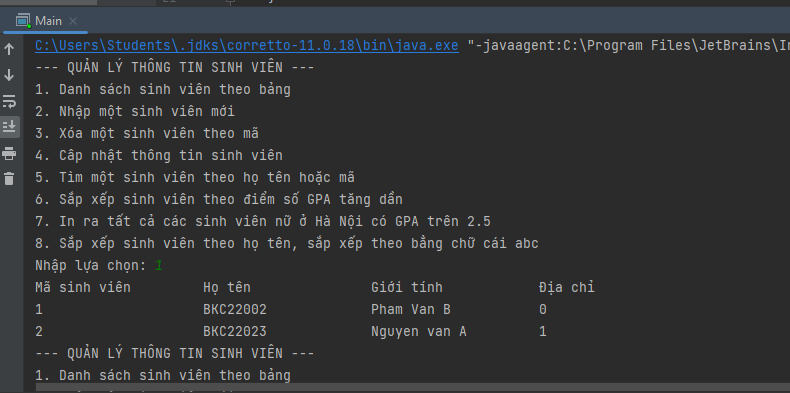 Main
C:\Users\Students\.jdks\corretto-11.0.18\bin\java.exe "-javaagent:C:\Program Files\JetBrains\In
--- QUẢN LÝ THÔNG TIN SINH VIÊN ---
1. Danh sách sinh viên theo bảng
2. Nhập một sinh viên mới
3. Xóa một sinh viên theo mã
4. Câp nhật thông tin sinh viên
5. Tìm một sinh viên theo họ tên hoặc mã
6. Sắp xếp sinh viên theo điểm số GPA tăng dần
7. In ra tất cả các sinh viên nữ ở Hà Nội có GPA trên 2.5
8. Sắp xếp sinh viên theo họ tên, sắp xếp theo bẳng chữ cái abc
Nhập lựa chọn: 1
Mã sinh viên Họ tên Giới tính Địa chỉ
1 BKC22002 Pham Van B 0
2 BKC22023 Nguyen van A 1
--- QUẢN LÝ THÔNG TIN SINH VIÊN ---
1. Danh sách sinh viên theo bảng